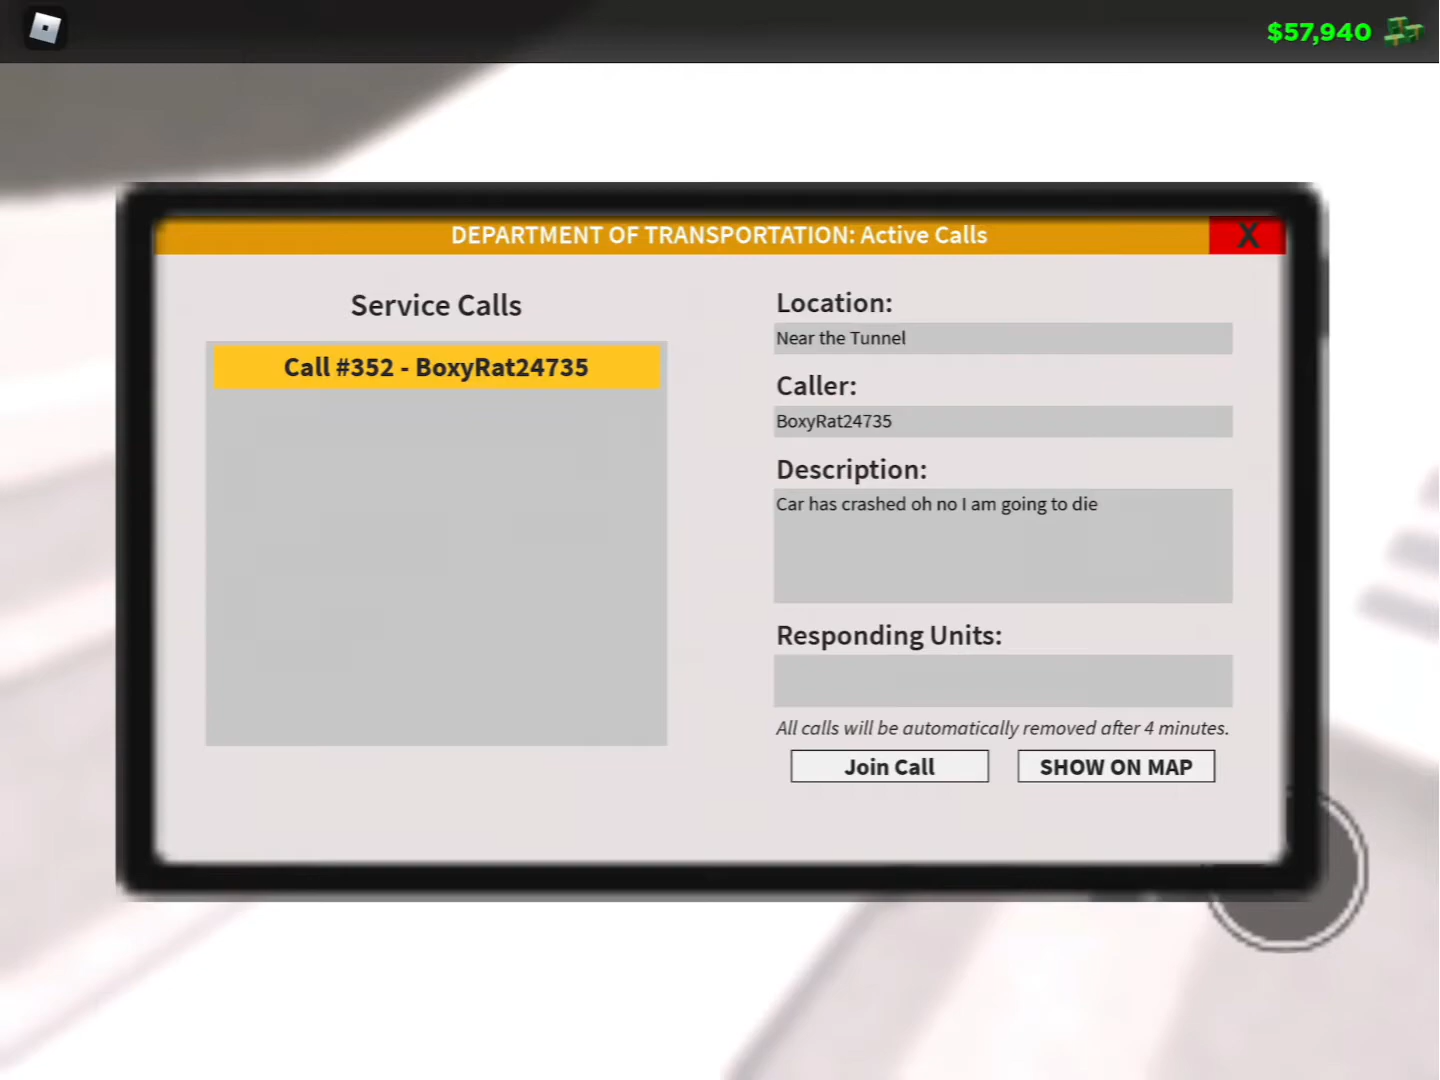 $57,940
DEPARTMENT OF TRANSPORTATION: Active Calls
X
Service Calls
Call #352 - BoxyRat24735
Location:
Near the Tunnel
Caller:
BoxyRat24735
Description:
Car has crashed oh no I am going to die
Responding Units:
All calls will be automatically removed after 4 minutes.
Join Call
SHOW ON MAP